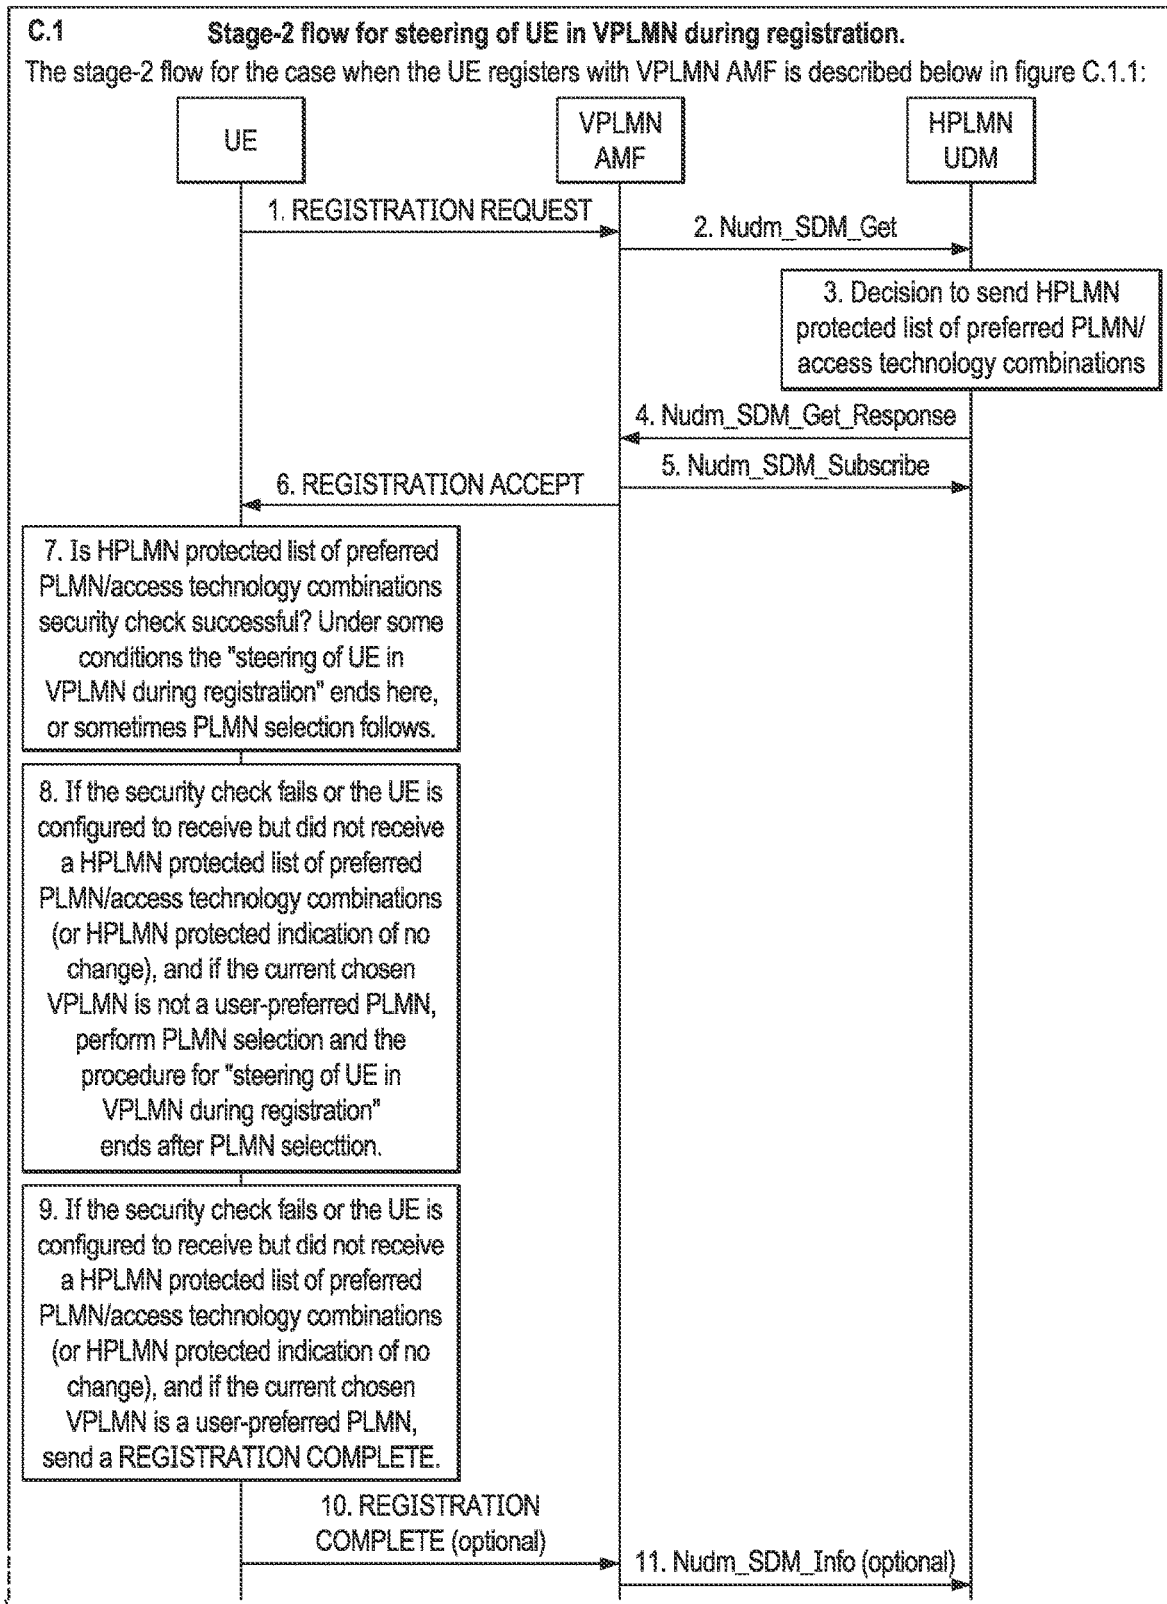 C.1 Stage-2 flow for steering of UE in VPLMN during registration.
The stage-2 flow for the case when the UE registers with VPLMN AMF is described below in figure C.1.1:
UE
VPLMN
AMF
HPLMN
UDM
1. REGISTRATION REQUEST
2. Nudm_SDM_Get
3. Decision to send HPLMN
protected list of preferred PLMN/
access technology combinations
4. Nudm_SDM_Get_Response
5. Nudm_SDM_Subscribe
6. REGISTRATION ACCEPT
7. Is HPLMN protected list of preferred
PLMN/access technology combinations
security check successful? Under some
conditions the "steering of UE in
VPLMN during registration" ends here,
or sometimes PLMN selection follows.
8. If the security check fails or the UE is
configured to receive but did not receive
a HPLMN protected list of preferred
PLMN/access technology combinations
(or HPLMN protected indication of no
change), and if the current chosen
VPLMN is not a user-preferred PLMN,
perform PLMN selection and the
procedure for "steering of UE in
VPLMN during registration"
ends after PLMN selecttion.
9. If the security check fails or the UE is
configured to receive but did not receive
a HPLMN protected list of preferred
PLMN/access technology combinations
(or HPLMN protected indication of no
change), and if the current chosen
VPLMN is a user-preferred PLMN,
send a REGISTRATION COMPLETE.
10. REGISTRATION
COMPLETE (optional)
11. Nudm_SDM_Info (optional)